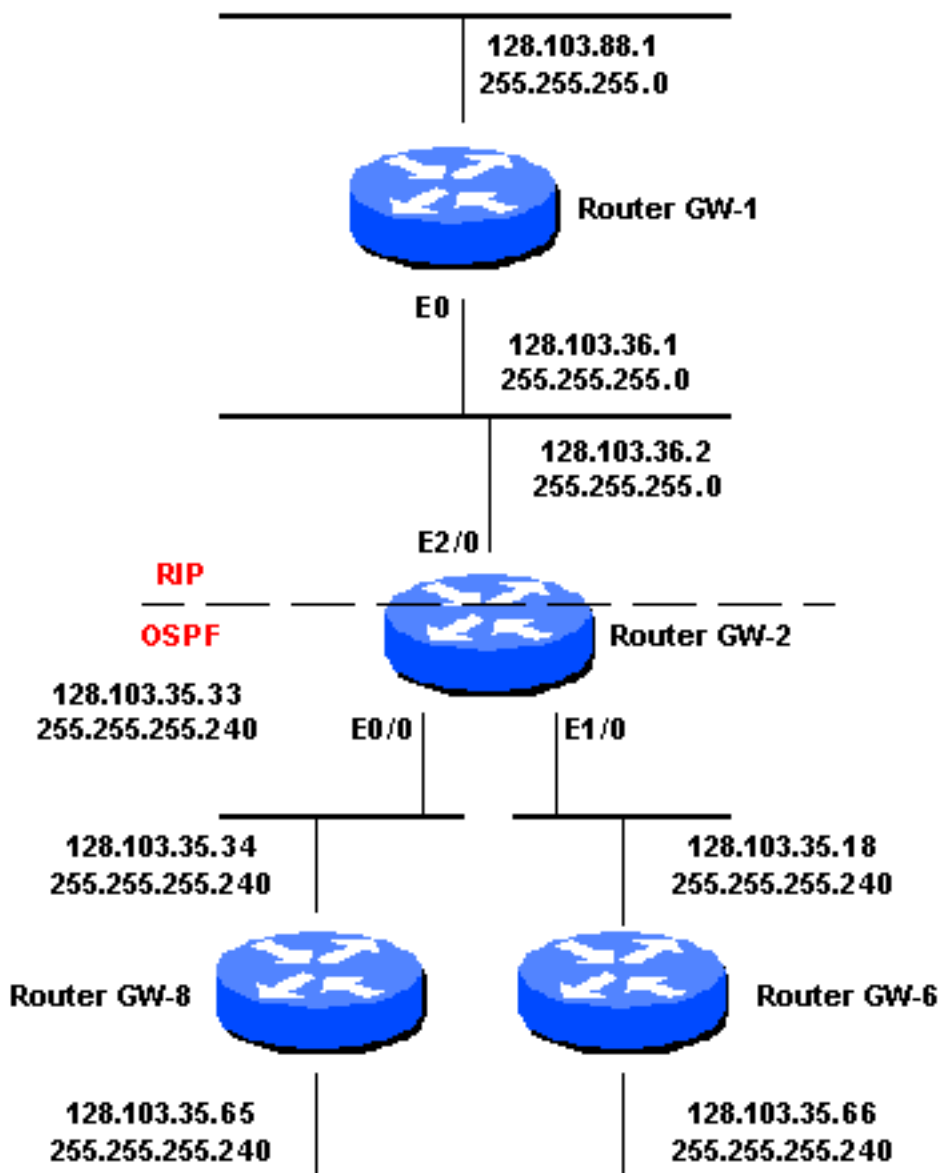 128.103.88.1
255.255.255.0
Router GW-1
E0
128.103.36.1
255.255.255.0
128.103.36.2
255.255.255.0
E2/0
RIP
OSPF
Router GW-2
128.103.35.33
255.255.255.240
E0/0
E1/0
128.103.35.34
255.255.255.240
128.103.35.18
255.255.255.240
Router GW-8
Router GW-6
128.103.35.65
255.255.255.240
128.103.35.66
255.255.255.240